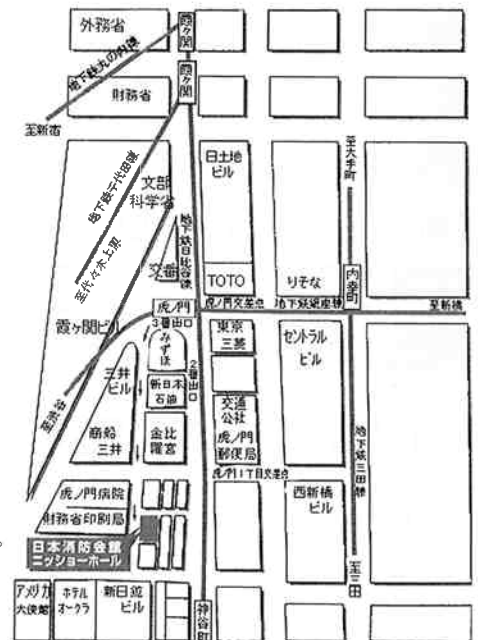 外務省
地下鉄丸の内線
霞ヶ関
霞ヶ関
財務省
至新宿
日土地
ビル
至大手町
文部
科学省
地下鉄千代田線
至代々木上原
地下鉄日比谷線
交番
TOTO
りそな
内幸町
虎ノ門
虎ノ門交差点
地下鉄銀座線
至新橋
霞ヶ関ビル
3番出口
みずほ
2番出口
東京
三菱
セントラル
ビル
三井
ビル
新日本
石油
至渋谷
交通
公社
虎ノ門
郵便局
商船
三井
金比
羅宮
地下鉄三田線
虎ノ門1丁目交差点
虎ノ門病院
西新橋
ビル
財務省印刷局
日本消防会館
ニッショーホール
至三田
アメリカ
大使館
ホテル
オークラ
新日鉱
ビル
神谷町